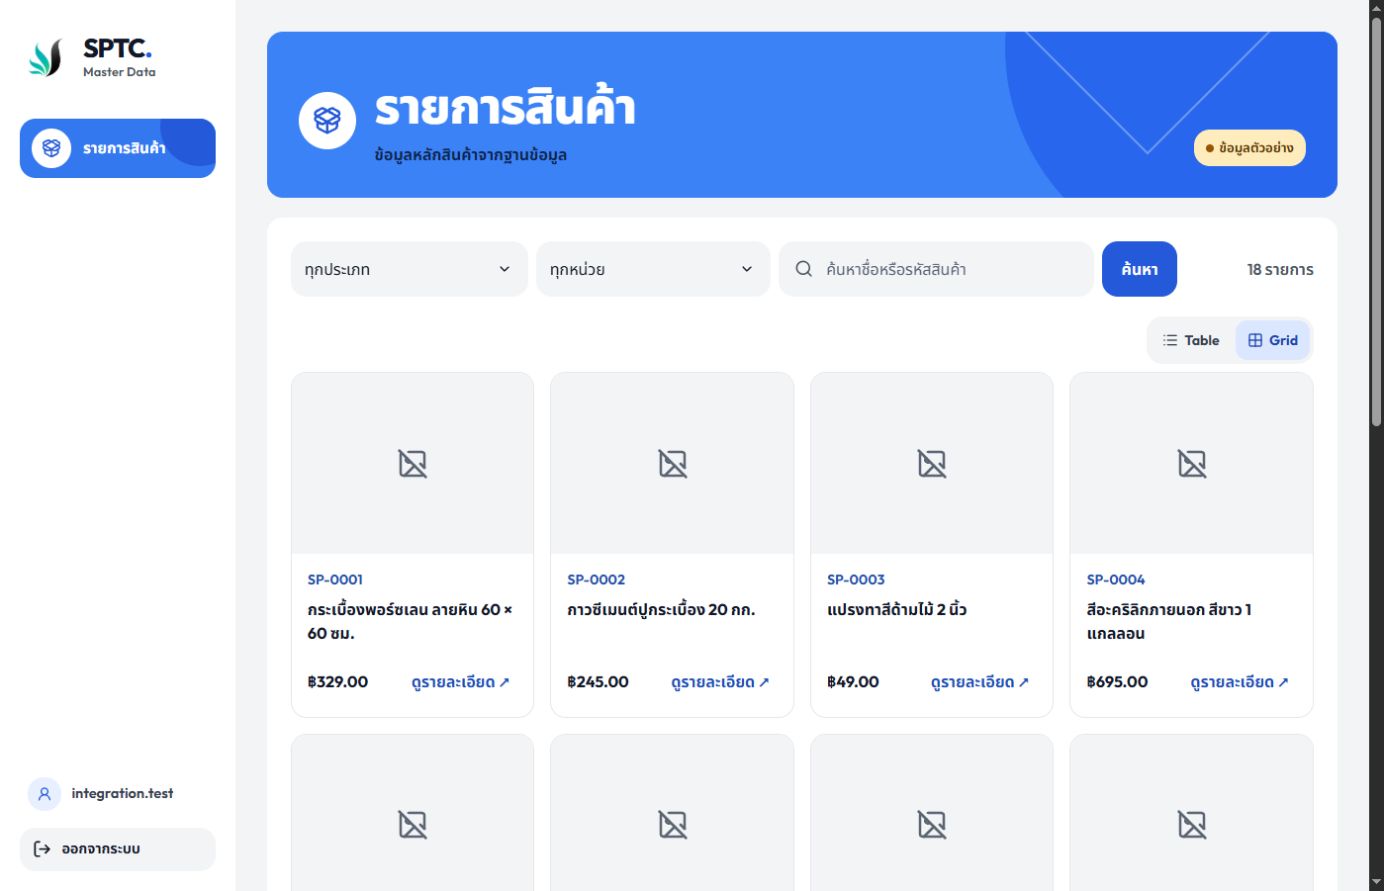 SPTC.
Master Data
รายการสินค้า
รายการสินค้า
ข้อมูลหลักสินค้าจากฐานข้อมูล
ข้อมูลตัวอย่าง
ทุกประเภท
ทุกหน่วย
ค้นหาชื่อหรือรหัสสินค้า
ค้นหา
18 รายการ
Table
Grid
SP-0001
กระเบื้องพอร์ซเลน ลายหิน 60 ×
60 ซม.
฿329.00
ดูรายละเอียด ↗
SP-0002
กาวซีเมนต์ปูกระเบื้อง 20 กก.
฿245.00
ดูรายละเอียด ↗
SP-0003
แปรงทาสีด้ามไม้ 2 นิ้ว
฿49.00
ดูรายละเอียด ↗
SP-0004
สีอะคริลิกภายนอก สีขาว 1
แกลลอน
฿695.00
ดูรายละเอียด ↗
integration.test
ออกจากระบบ